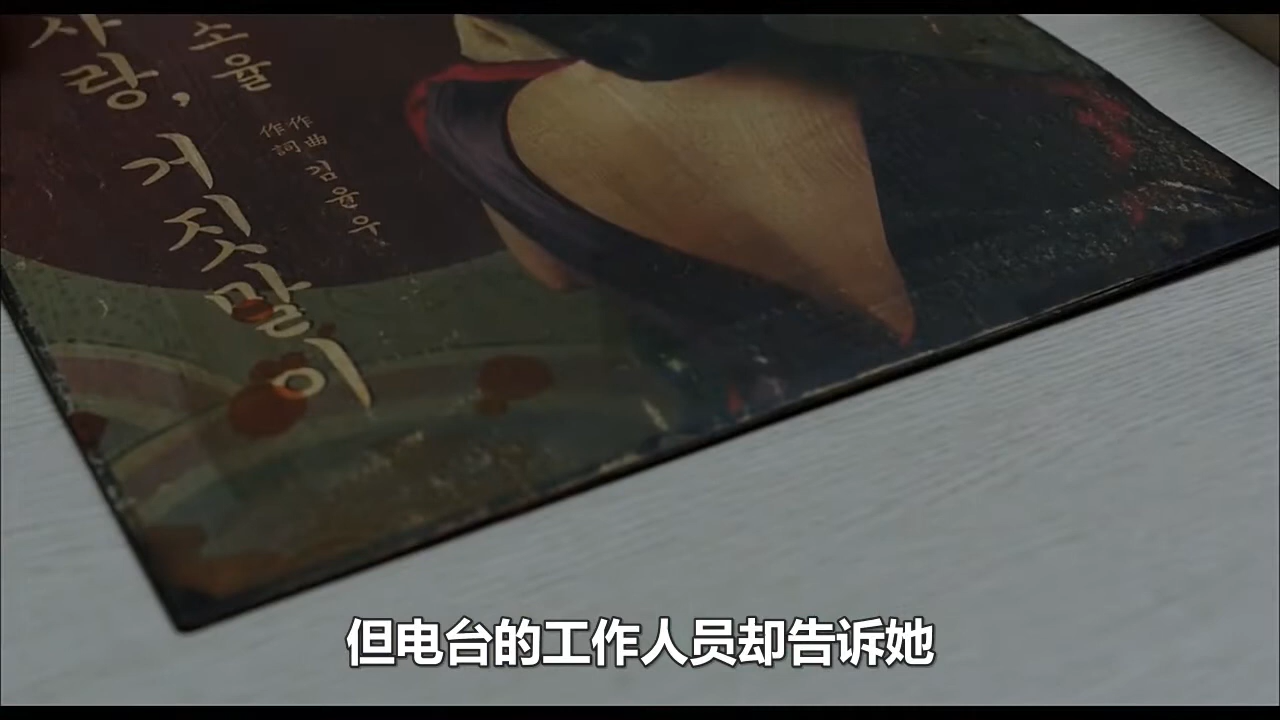 사랑, 거짓말이
소율
作曲
作詞
김윤우
但电台的工作人员却告诉她